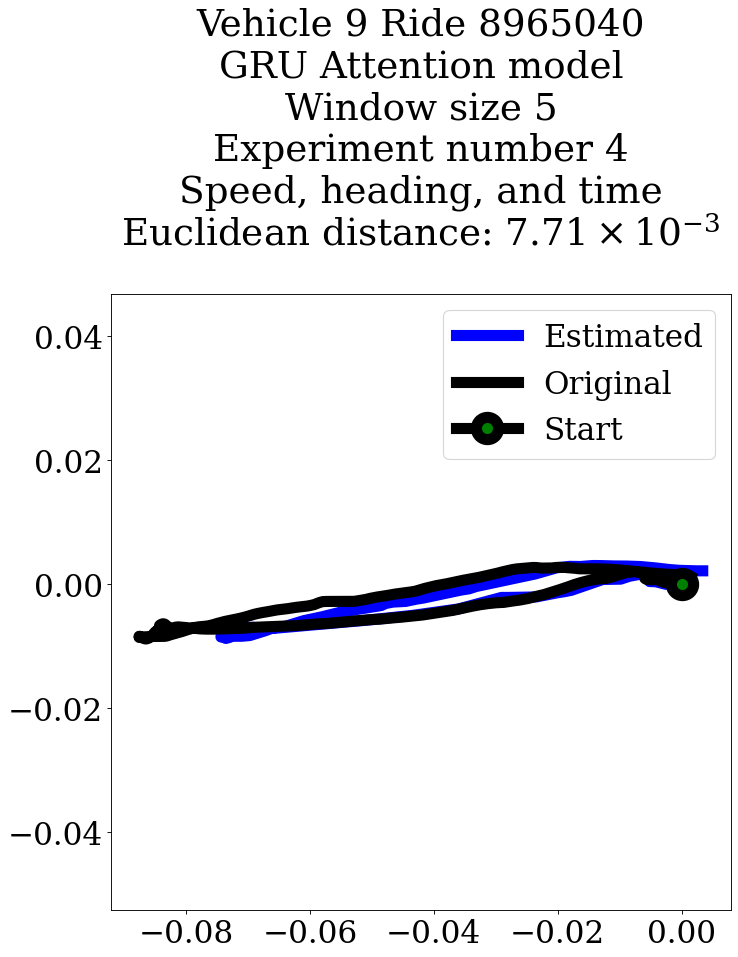 Vehicle 9 Ride 8965040
GRU Attention model
Window size 5
Experiment number 4
Speed, heading, and time
Euclidean distance: 7.71 × 10⁻³
Estimated
Original
Start
0.04
0.02
0.00
−0.02
−0.04
−0.08 −0.06 −0.04 −0.02 0.00